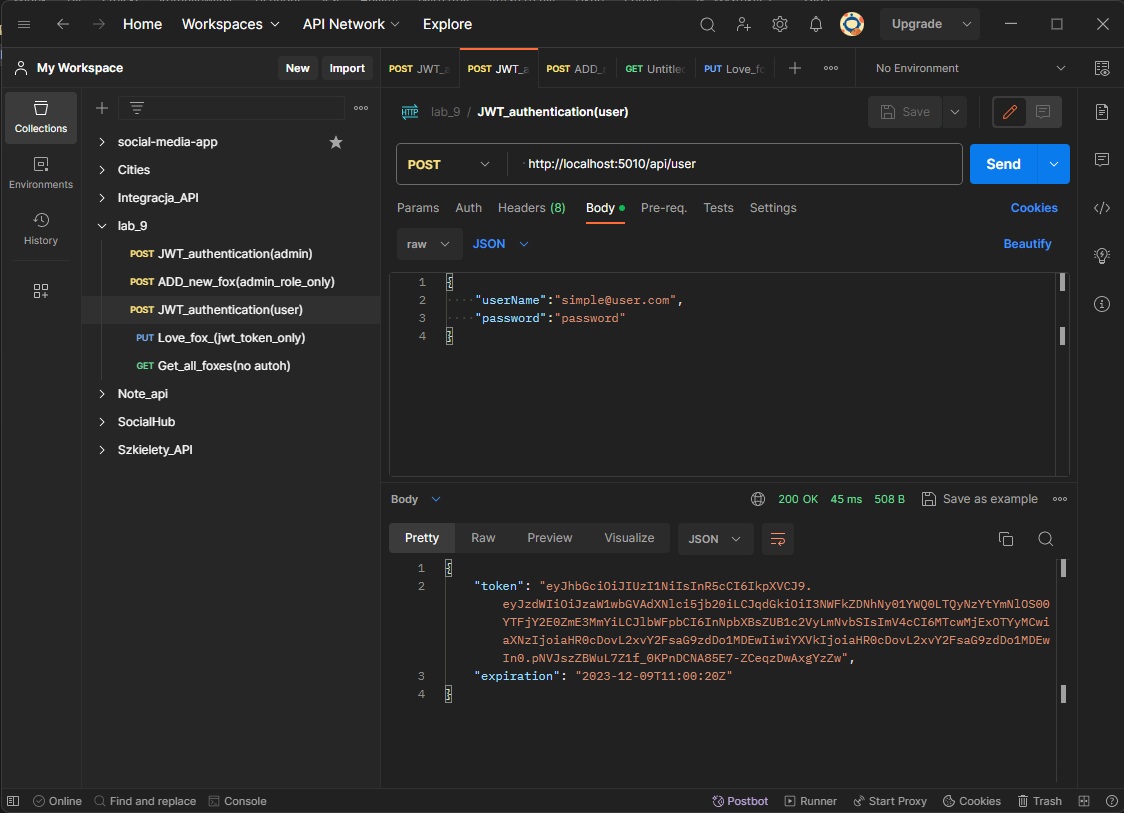 Home
Workspaces
API Network
Explore
Upgrade
My Workspace
New
Import
POST JWT_a
POST JWT_a
POST ADD_r
GET Untitled
PUT Love_fo
No Environment
Collections
Environments
History
social-media-app
Cities
Integracja_API
lab_9
POST JWT_authentication(admin)
POST ADD_new_fox(admin_role_only)
POST JWT_authentication(user)
PUT Love_fox_(jwt_token_only)
GET Get_all_foxes(no autoh)
Note_api
SocialHub
Szkielety_API
HTTP lab_9 / JWT_authentication(user)
Save
POST
http://localhost:5010/api/user
Send
Params Auth Headers (8) Body Pre-req. Tests Settings
Cookies
raw JSON
Beautify
1 {
2 ····"userName":"simple@user.com",
3 ····"password":"password"
4 }
Body
200 OK 45 ms 508 B
Save as example
Pretty Raw Preview Visualize JSON
1 {
2 "token": "eyJhbGciOiJIUzI1NiIsInR5cCI6IkpXVCJ9.
eyJzdWIiOiJzaW1wbGVAdXNlci5jb20iLCJqdGkiOiI3NWFkZDNhNy01YWQ0LTQyNzYtYmNlOS00
YTFjY2E0ZmE3MmYiLCJlbWFpbCI6InNpbXBsZUB1c2VyLmNvbSIsImV4cCI6MTcwMjExOTYyMCwi
aXNzIjoiaHR0cDovL2xvY2FsaG9zdDo1MDEwIiwiYXVkIjoiaHR0cDovL2xvY2FsaG9zdDo1MDEw
In0.pNVJszZBWuL7Z1f_0KPnDCNA85E7-ZCeqzDwAxgYzZw",
3 "expiration": "2023-12-09T11:00:20Z"
4 }
Online
Find and replace
Console
Postbot
Runner
Start Proxy
Cookies
Trash